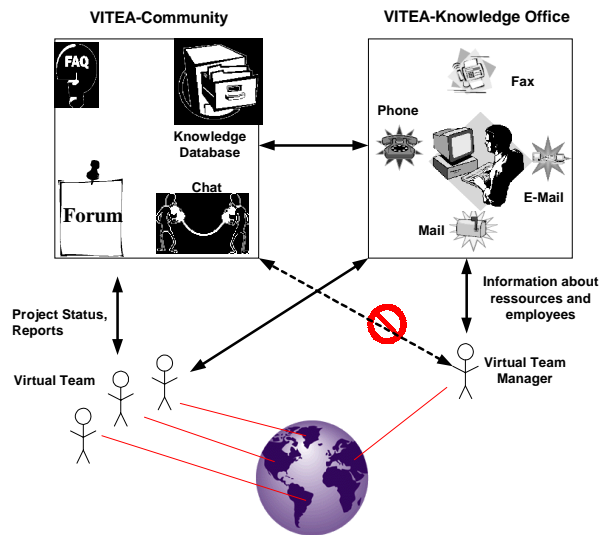 VITEA-Community
VITEA-Knowledge Office
FAQ
Knowledge
Database
Forum
Chat
Fax
Phone
E-Mail
Mail
Project Status,
Reports
Information about
ressources and
employees
Virtual Team
Virtual Team
Manager